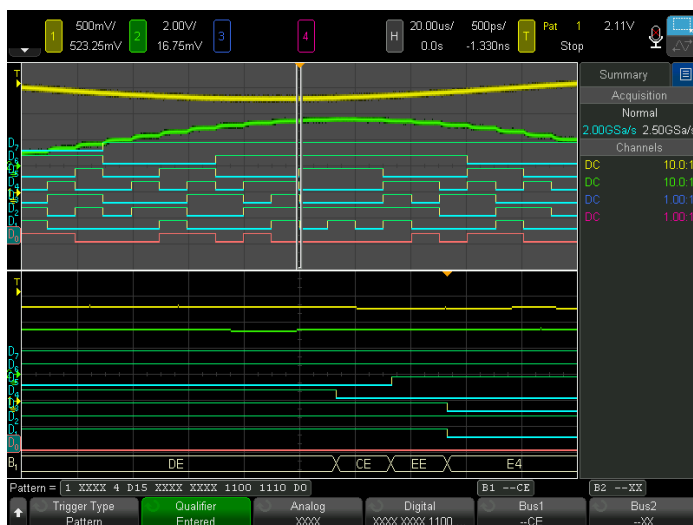 1 500mV/ 2 2.00V/ 3 4 H 20.00us/ 500ps/ T Pat 1 2.11V
523.25mV 16.75mV 0.0s -1.330ns Stop
Summary
Acquisition
Normal
2.00GSa/s 2.50GSa/s
Channels
DC 10.0:1
DC 10.0:1
DC 1.00:1
DC 1.00:1
T
D7
D0
T
D7
D2
D1
D0
B1 DE CE EE E4
Pattern = 1 XXXX 4 D15 XXXX XXXX 1100 1110 D0 B1 --CE B2 --XX
Trigger Type Qualifier Analog Digital Bus1 Bus2
Pattern Entered XXXX XXXX XXXX 1100 --CE --XX